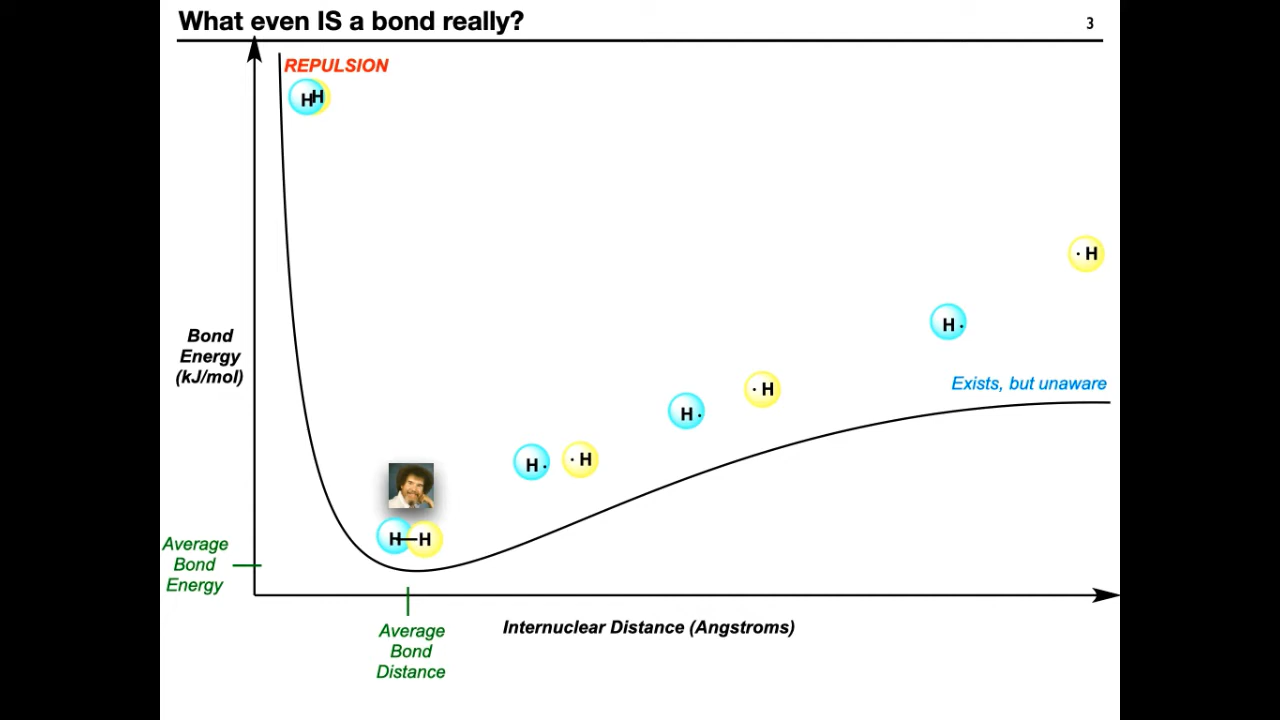 What even IS a bond really?
3
REPULSION
HH
· H
H ·
Bond
Energy
(kJ/mol)
Exists, but unaware
H · · H
H · · H
H—H
Average
Bond
Energy
Internuclear Distance (Angstroms)
Average
Bond
Distance